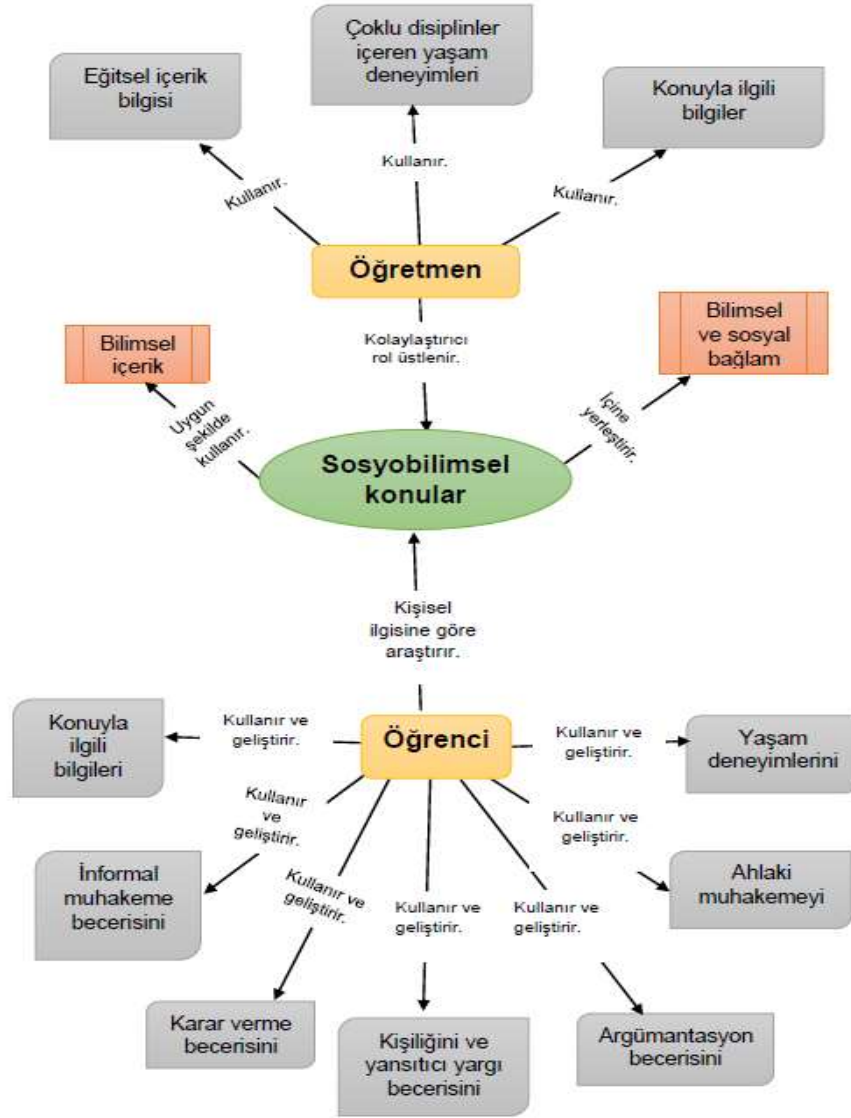 Çoklu disiplinler
içeren yaşam
deneyimleri
Eğitsel içerik
bilgisi
Konuyla ilgili
bilgiler
Kullanır.
Kullanır.
Kullanır.
Öğretmen
Kolaylaştırıcı
rol üstlenir.
Bilimsel
içerik
Bilimsel
ve sosyal
bağlam
Uygun
şekilde
kullanır.
İçine
yerleştirir.
Sosyobilimsel
konular
Kişisel
ilgisine göre
araştırır.
Öğrenci
Konuyla
ilgili
bilgileri
Kullanır ve
geliştirir.
Kullanır ve
geliştirir.
Yaşam
deneyimlerini
Kullanır
ve
geliştirir.
Kullanır ve
geliştirir.
İnformal
muhakeme
becerisini
Ahlaki
muhakemeyi
Kullanır ve
geliştirir.
Kullanır ve
geliştirir.
Kullanır ve
geliştirir.
Karar verme
becerisini
Kişiliğini ve
yansıtıcı yargı
becerisini
Argümantasyon
becerisini